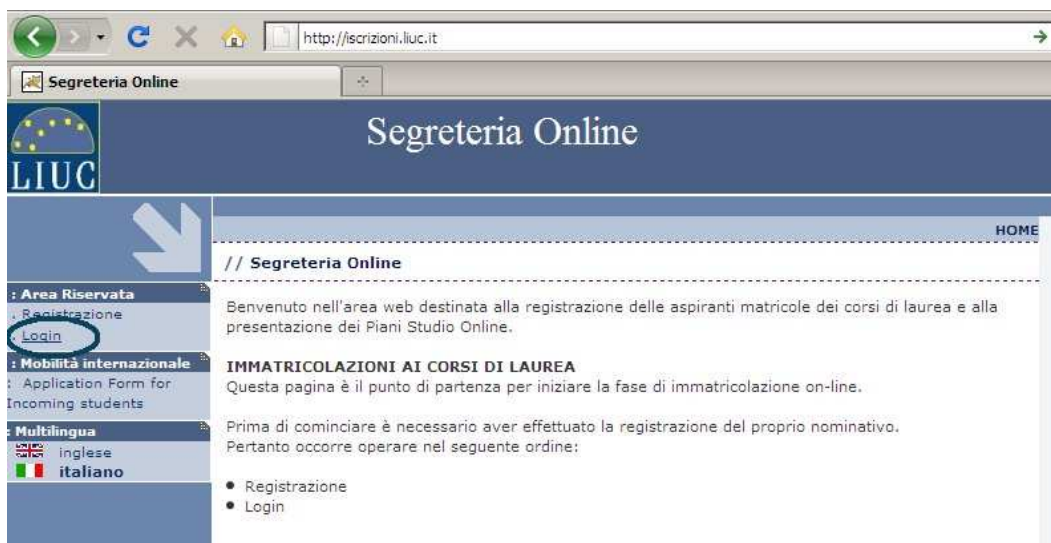 http://iscrizioni.liuc.it
Segreteria Online
LIUC
Segreteria Online
HOME
// Segreteria Online
: Area Riservata
. Registrazione
. Login
: Mobilità internazionale
: Application Form for
Incoming students
: Multilingua
inglese
italiano
Benvenuto nell'area web destinata alla registrazione delle aspiranti matricole dei corsi di laurea e alla
presentazione dei Piani Studio Online.
IMMATRICOLAZIONI AI CORSI DI LAUREA
Questa pagina è il punto di partenza per iniziare la fase di immatricolazione on-line.
Prima di cominciare è necessario aver effettuato la registrazione del proprio nominativo.
Pertanto occorre operare nel seguente ordine:
• Registrazione
• Login